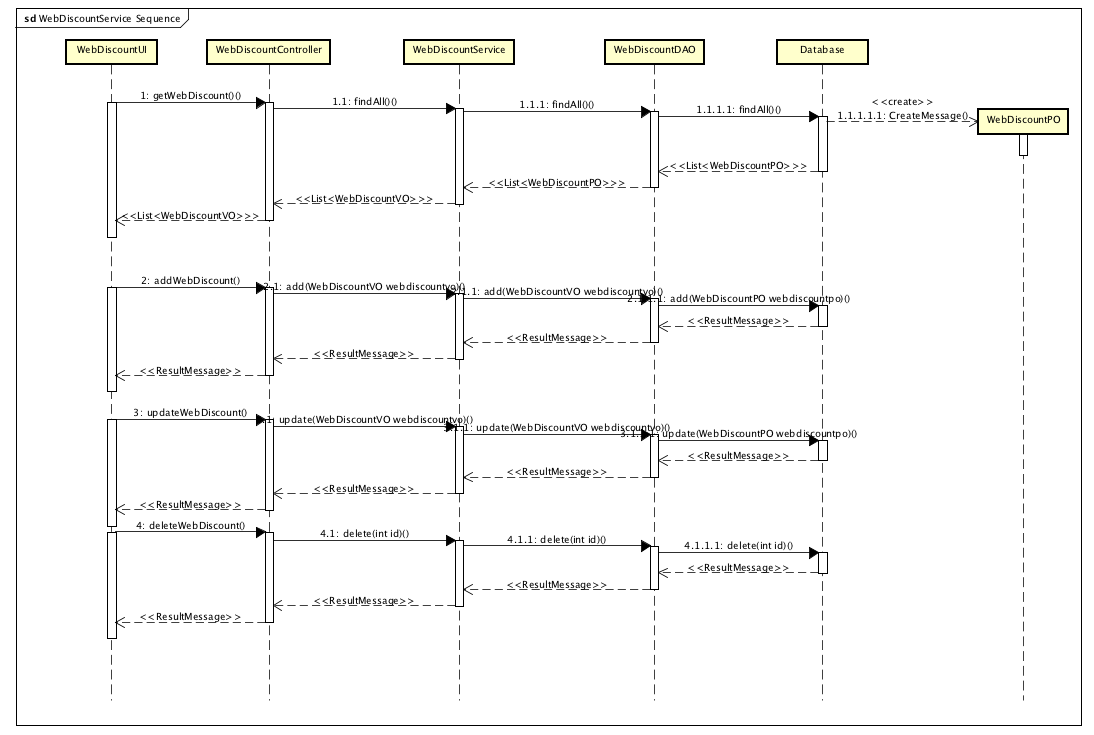 sd WebDiscountService Sequence
WebDiscountUI
WebDiscountController
WebDiscountService
WebDiscountDAO
Database
<<create>>
1: getWebDiscount()()
1.1: findAll()()
1.1.1: findAll()()
1.1.1.1: findAll()()
1.1.1.1.1: CreateMessage()
WebDiscountPO
<<List<WebDiscountPO>>>
<<List<WebDiscountPO>>>
<<List<WebDiscountVO>>>
<<List<WebDiscountVO>>>
2: addWebDiscount()
2.1: add(WebDiscountVO webdiscountvo)()
1.1: add(WebDiscountVO webdiscountvo)()
add(WebDiscountPO webdiscountpo)()
<<ResultMessage>>
<<ResultMessage>>
<<ResultMessage>>
<<ResultMessage>>
3: updateWebDiscount()
update(WebDiscountVO webdiscountvo)()
update(WebDiscountVO webdiscountvo)()
update(WebDiscountPO webdiscountpo)()
<<ResultMessage>>
<<ResultMessage>>
<<ResultMessage>>
<<ResultMessage>>
4: deleteWebDiscount()
4.1: delete(int id)()
4.1.1: delete(int id)()
4.1.1.1: delete(int id)()
<<ResultMessage>>
<<ResultMessage>>
<<ResultMessage>>
<<ResultMessage>>